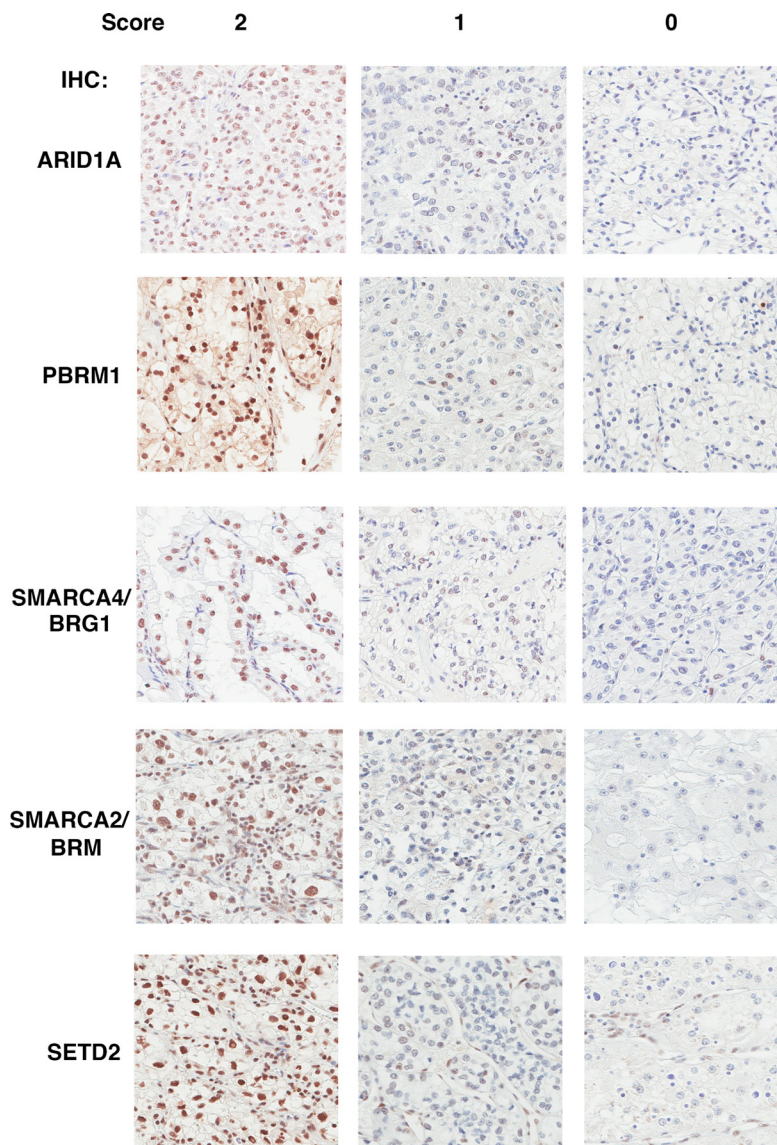 Score 2 1 0
IHC:
ARID1A
PBRM1
SMARCA4/
BRG1
SMARCA2/
BRM
SETD2